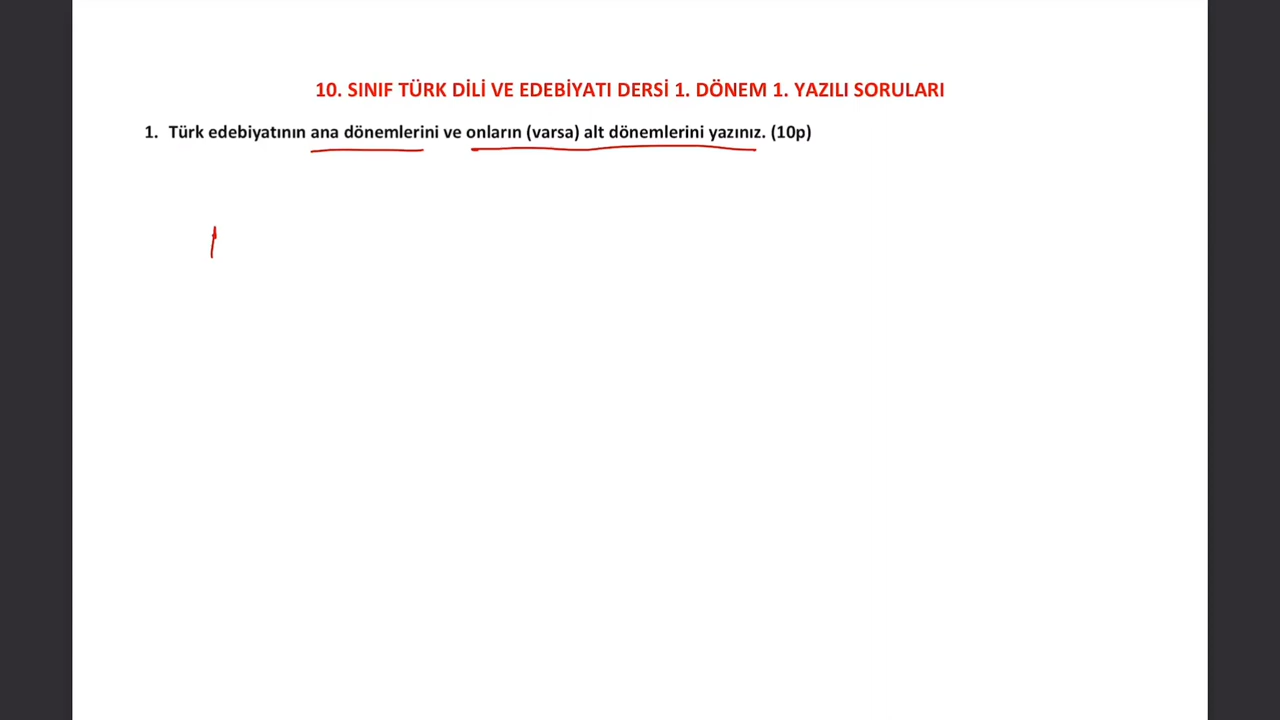 10. SINIF TÜRK DİLİ VE EDEBİYATI DERSİ 1. DÖNEM 1. YAZILI SORULARI
1. Türk edebiyatının ana dönemlerini ve onların (varsa) alt dönemlerini yazınız. (10p)